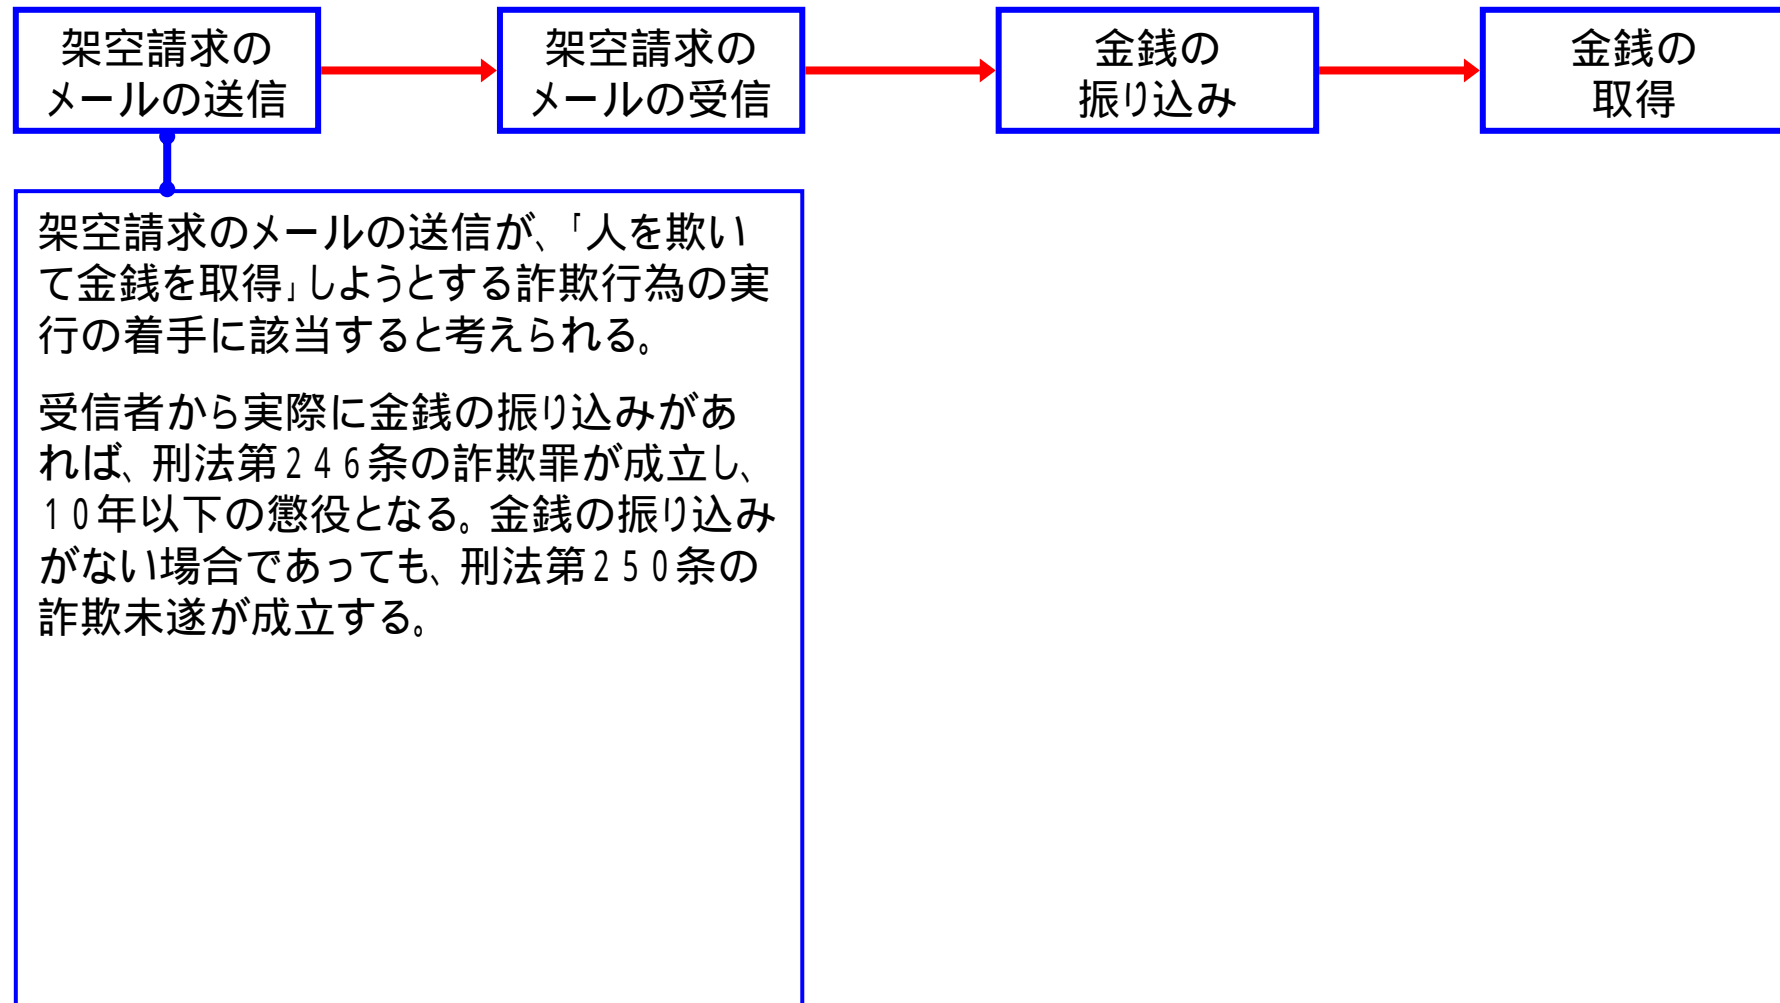 架空請求の
メールの送信
架空請求の
メールの受信
金銭の
振り込み
金銭の
取得
架空請求のメールの送信が、「人を欺い
て金銭を取得」しようとする詐欺行為の実
行の着手に該当すると考えられる。
受信者から実際に金銭の振り込みがあ
れば、刑法第２４６条の詐欺罪が成立し、
１０年以下の懲役となる。金銭の振り込み
がない場合であっても、刑法第２５０条の
詐欺未遂が成立する。